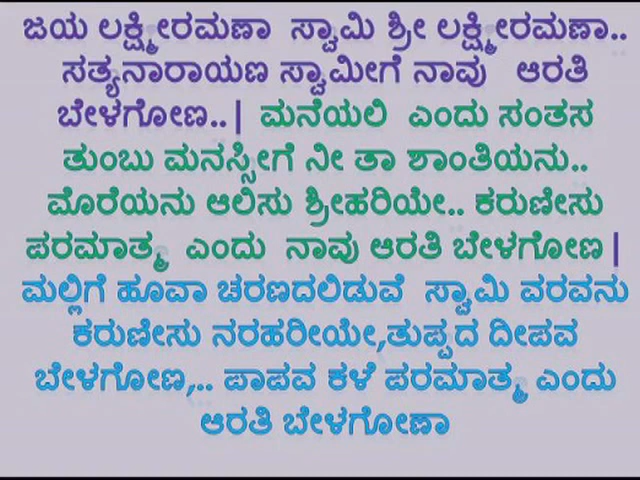 ಜಯ ಲಕ್ಷ್ಮೀರಮಣಾ ಸ್ವಾಮಿ ಶ್ರೀ ಲಕ್ಷ್ಮೀರಮಣಾ..
ಸತ್ಯನಾರಾಯಣ ಸ್ವಾಮೀಗೆ ನಾವು ಆರತಿ
ಬೇಳಗೋಣ..| ಮನೆಯಲಿ ಎಂದು ಸಂತಸ
ತುಂಬು ಮನಸ್ಸೀಗೆ ನೀ ತಾ ಶಾಂತಿಯನು..
ಮೊರೆಯನು ಆಲಿಸು ಶ್ರೀಹರಿಯೇ.. ಕರುಣೀಸು
ಪರಮಾತ್ಮ ಎಂದು ನಾವು ಆರತಿ ಬೇಳಗೋಣ|
ಮಲ್ಲಿಗೆ ಹೂವಾ ಚರಣದಲಿಡುವೆ ಸ್ವಾಮಿ ವರವನು
ಕರುಣೀಸು ನರಹರೀಯೇ,ತುಪ್ಪದ ದೀಪವ
ಬೇಳಗೋಣ,.. ಪಾಪವ ಕಳೆ ಪರಮಾತ್ಮ ಎಂದು
ಆರತಿ ಬೇಳಗೋಣಾ